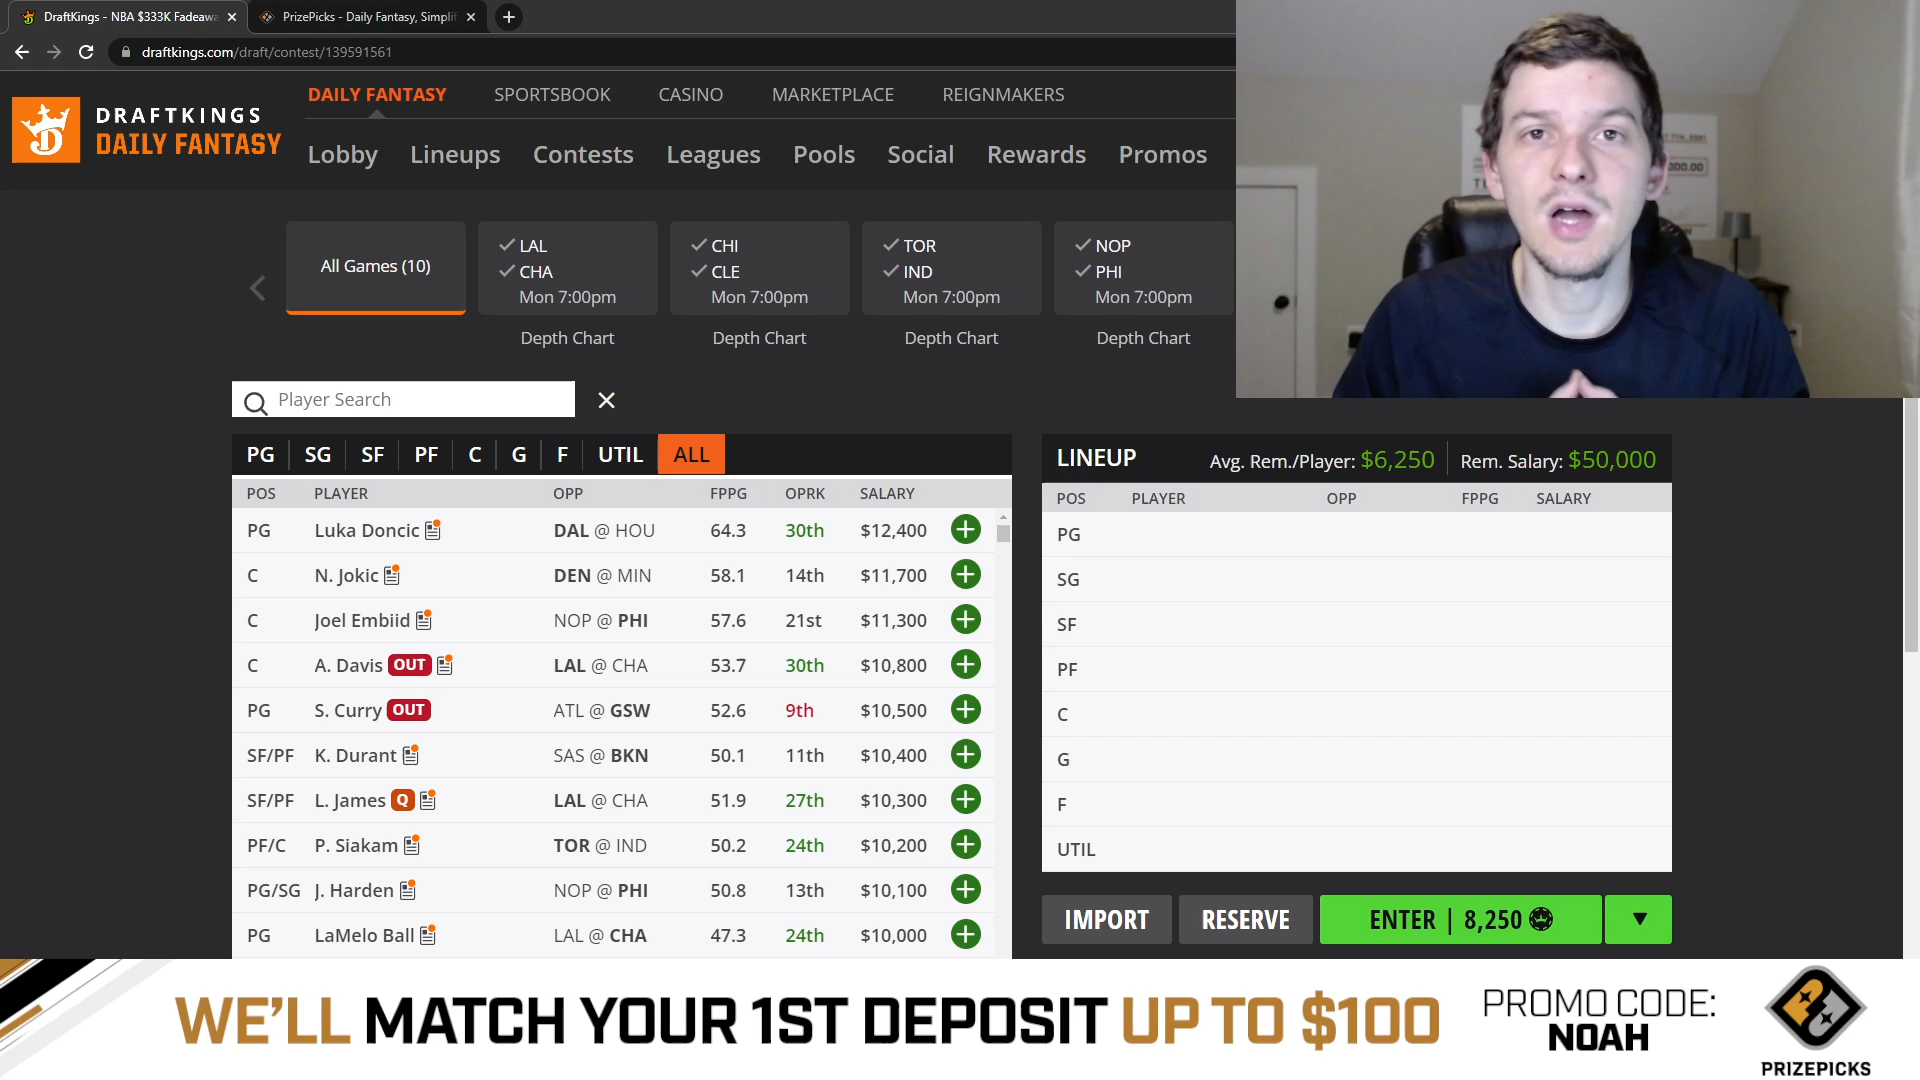 DraftKings - NBA $333K Fadeawa
PrizePicks - Daily Fantasy, Simplif
draftkings.com/draft/contest/139591561
DRAFTKINGS
DAILY FANTASY
DAILY FANTASY SPORTSBOOK CASINO MARKETPLACE REIGNMAKERS
Lobby Lineups Contests Leagues Pools Social Rewards Promos
All Games (10)
LAL
CHA
Mon 7:00pm
Depth Chart
CHI
CLE
Mon 7:00pm
Depth Chart
TOR
IND
Mon 7:00pm
Depth Chart
NOP
PHI
Mon 7:00pm
Depth Chart
Player Search
PG SG SF PF C G F UTIL ALL
POS PLAYER OPP FPPG OPRK SALARY
PG Luka Doncic DAL @ HOU 64.3 30th $12,400
C N. Jokic DEN @ MIN 58.1 14th $11,700
C Joel Embiid NOP @ PHI 57.6 21st $11,300
C A. Davis OUT LAL @ CHA 53.7 30th $10,800
PG S. Curry OUT ATL @ GSW 52.6 9th $10,500
SF/PF K. Durant SAS @ BKN 50.1 11th $10,400
SF/PF L. James Q LAL @ CHA 51.9 27th $10,300
PF/C P. Siakam TOR @ IND 50.2 24th $10,200
PG/SG J. Harden NOP @ PHI 50.8 13th $10,100
PG LaMelo Ball LAL @ CHA 47.3 24th $10,000
LINEUP Avg. Rem./Player: $6,250 Rem. Salary: $50,000
POS PLAYER OPP FPPG SALARY
PG
SG
SF
PF
C
G
F
UTIL
IMPORT RESERVE ENTER | 8,250
WE'LL MATCH YOUR 1ST DEPOSIT UP TO $100
PROMO CODE:
NOAH
PRIZEPICKS